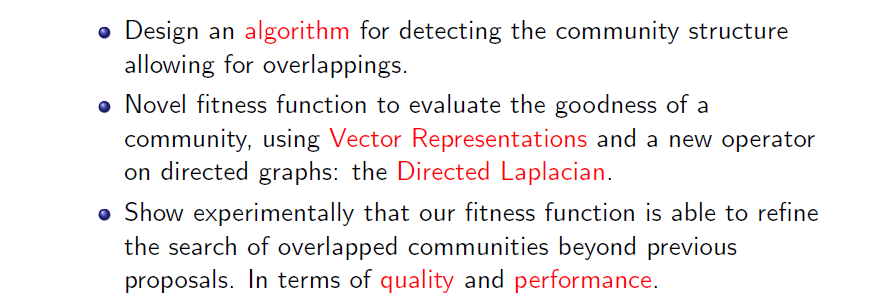 Design an algorithm for detecting the community structure
allowing for overlappings.
Novel fitness function to evaluate the goodness of a
community, using Vector Representations and a new operator
on directed graphs: the Directed Laplacian.
Show experimentally that our fitness function is able to refine
the search of overlapped communities beyond previous
proposals. In terms of quality and performance.